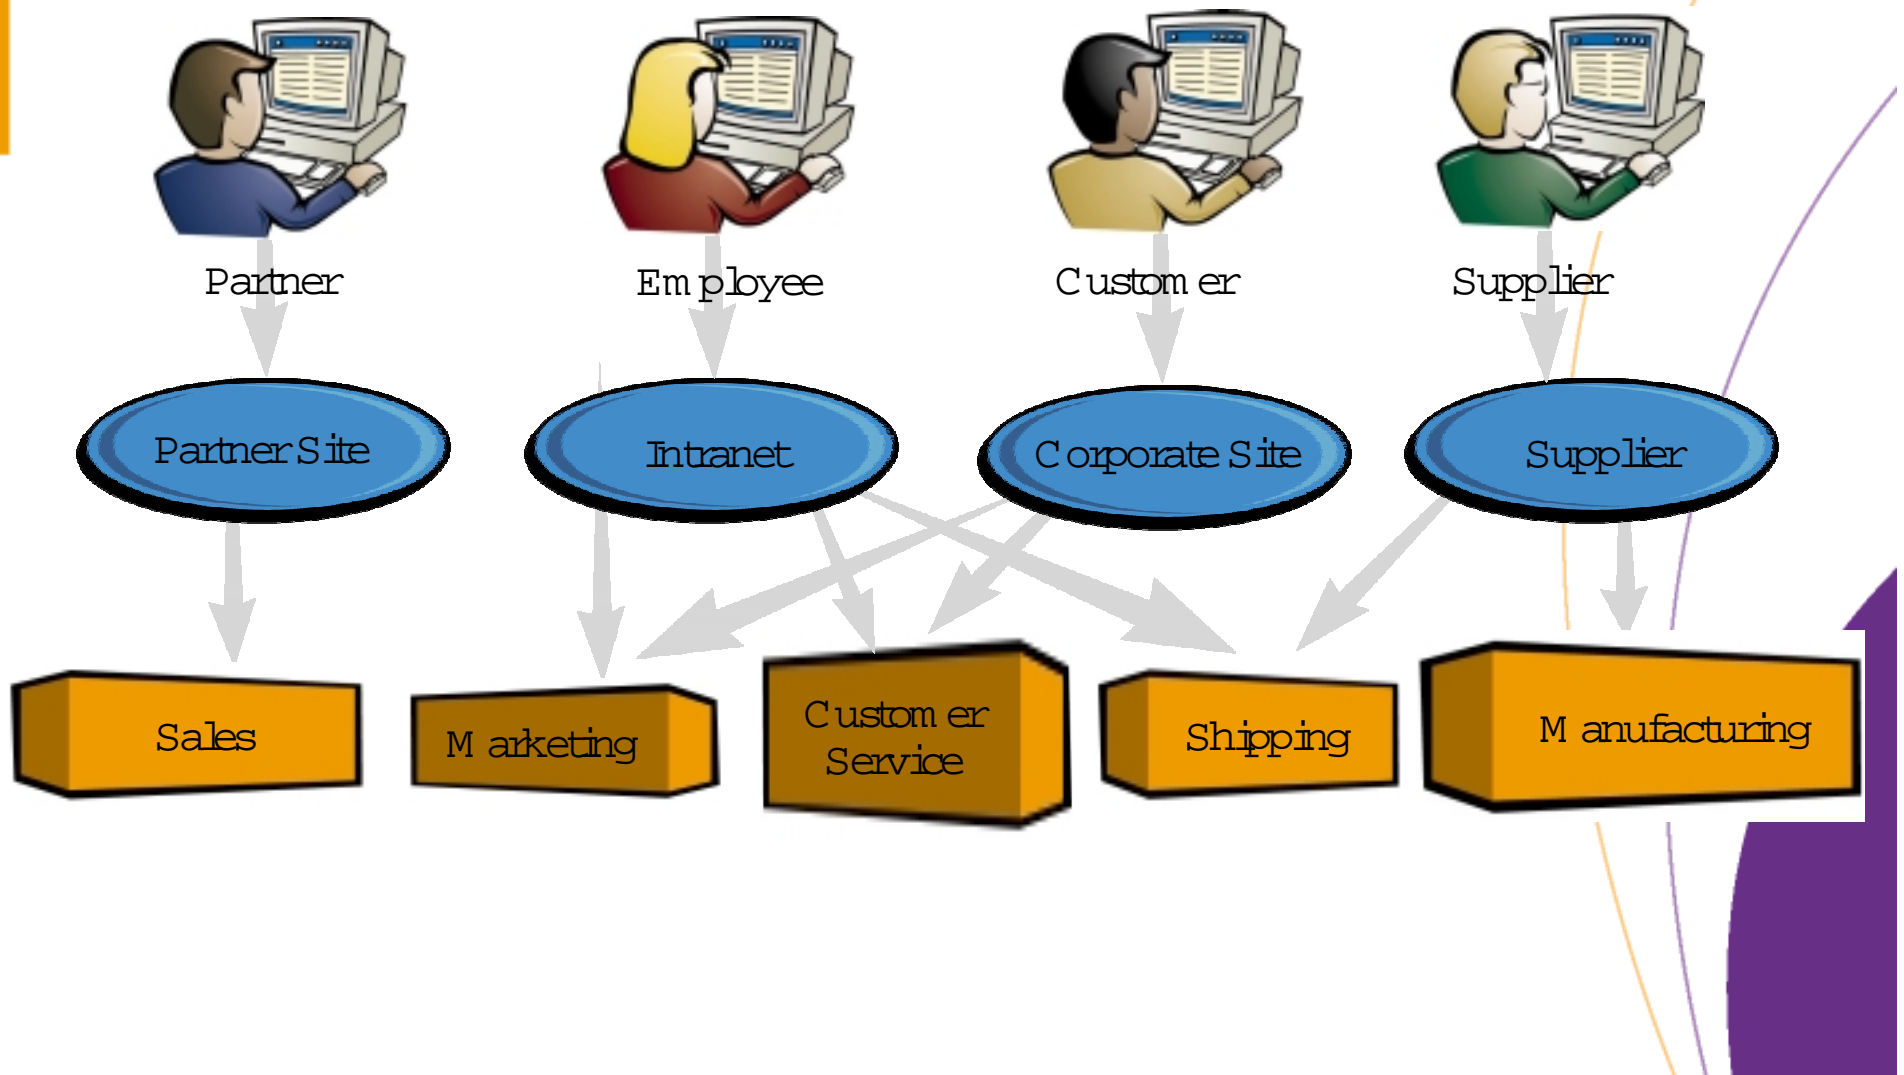 Partner
Employee
Customer
Supplier
Partner Site
Intranet
Corporate Site
Supplier
Sales
Marketing
Customer
Service
Shipping
Manufacturing